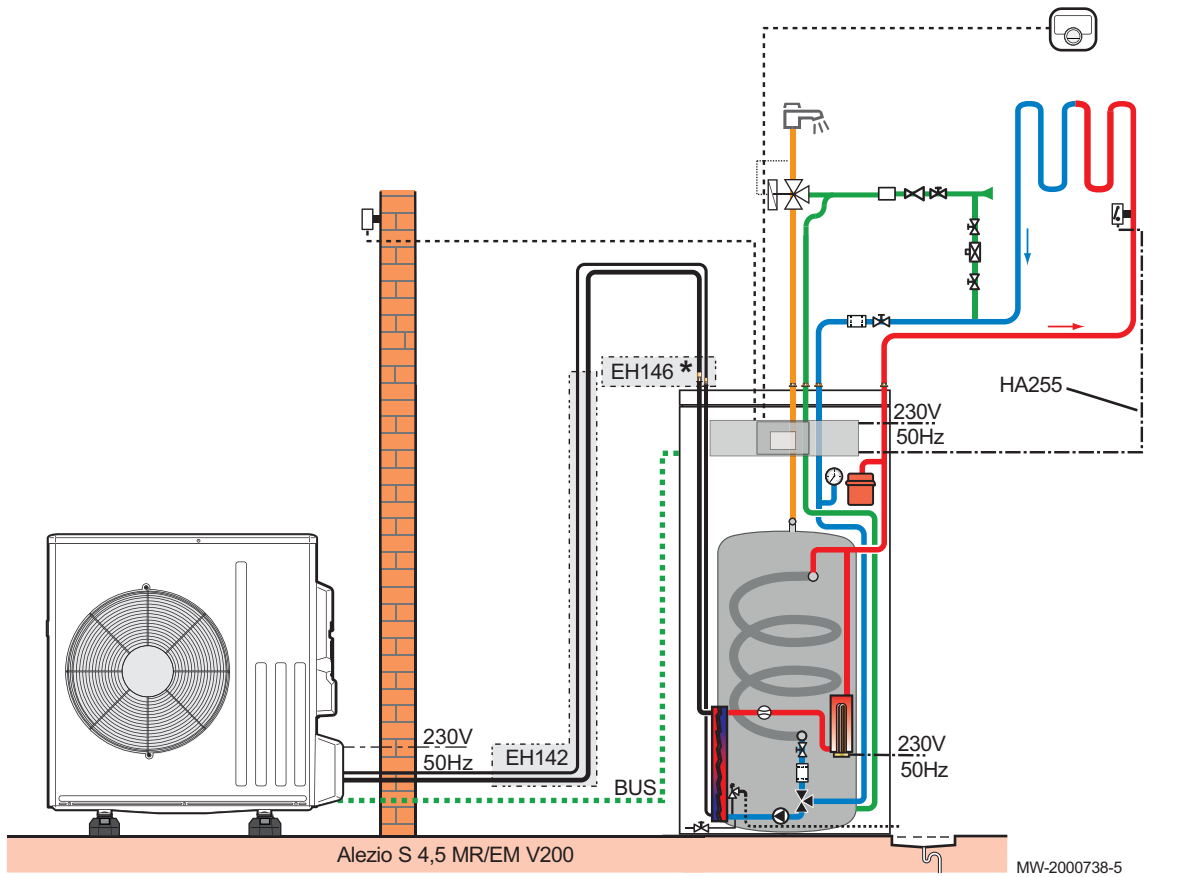 EH146 *
HA255
230V
50Hz
230V
50Hz
EH142
BUS
230V
50Hz
Alezio S 4,5 MR/EM V200
MW-2000738-5